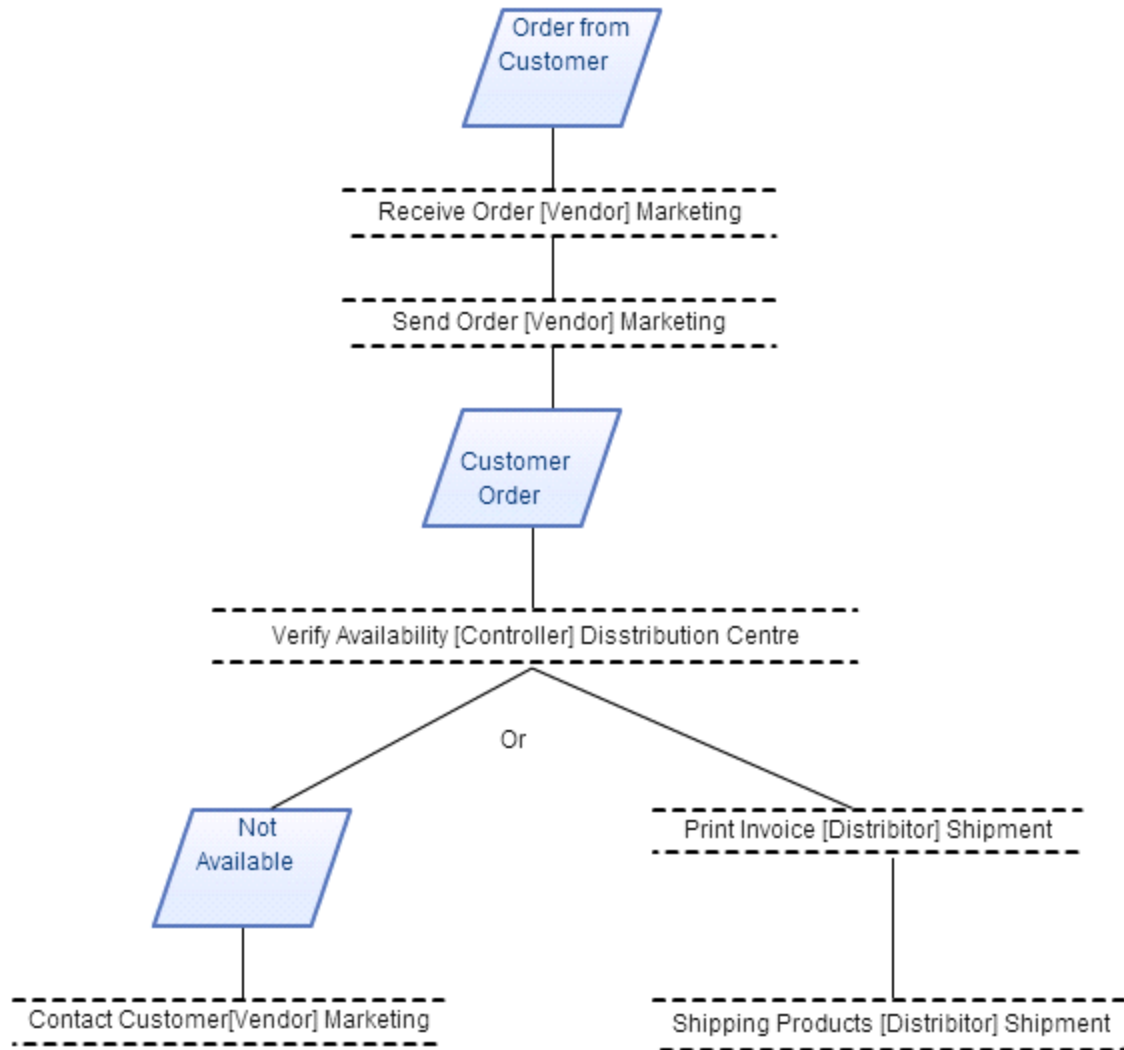 Order from
Customer
Receive Order [Vendor] Marketing
Send Order [Vendor] Marketing
Customer
Order
Verify Availability [Controller] Disstribution Centre
Or
Not
Available
Print Invoice [Distribitor] Shipment
Contact Customer[Vendor] Marketing
Shipping Products [Distribitor] Shipment